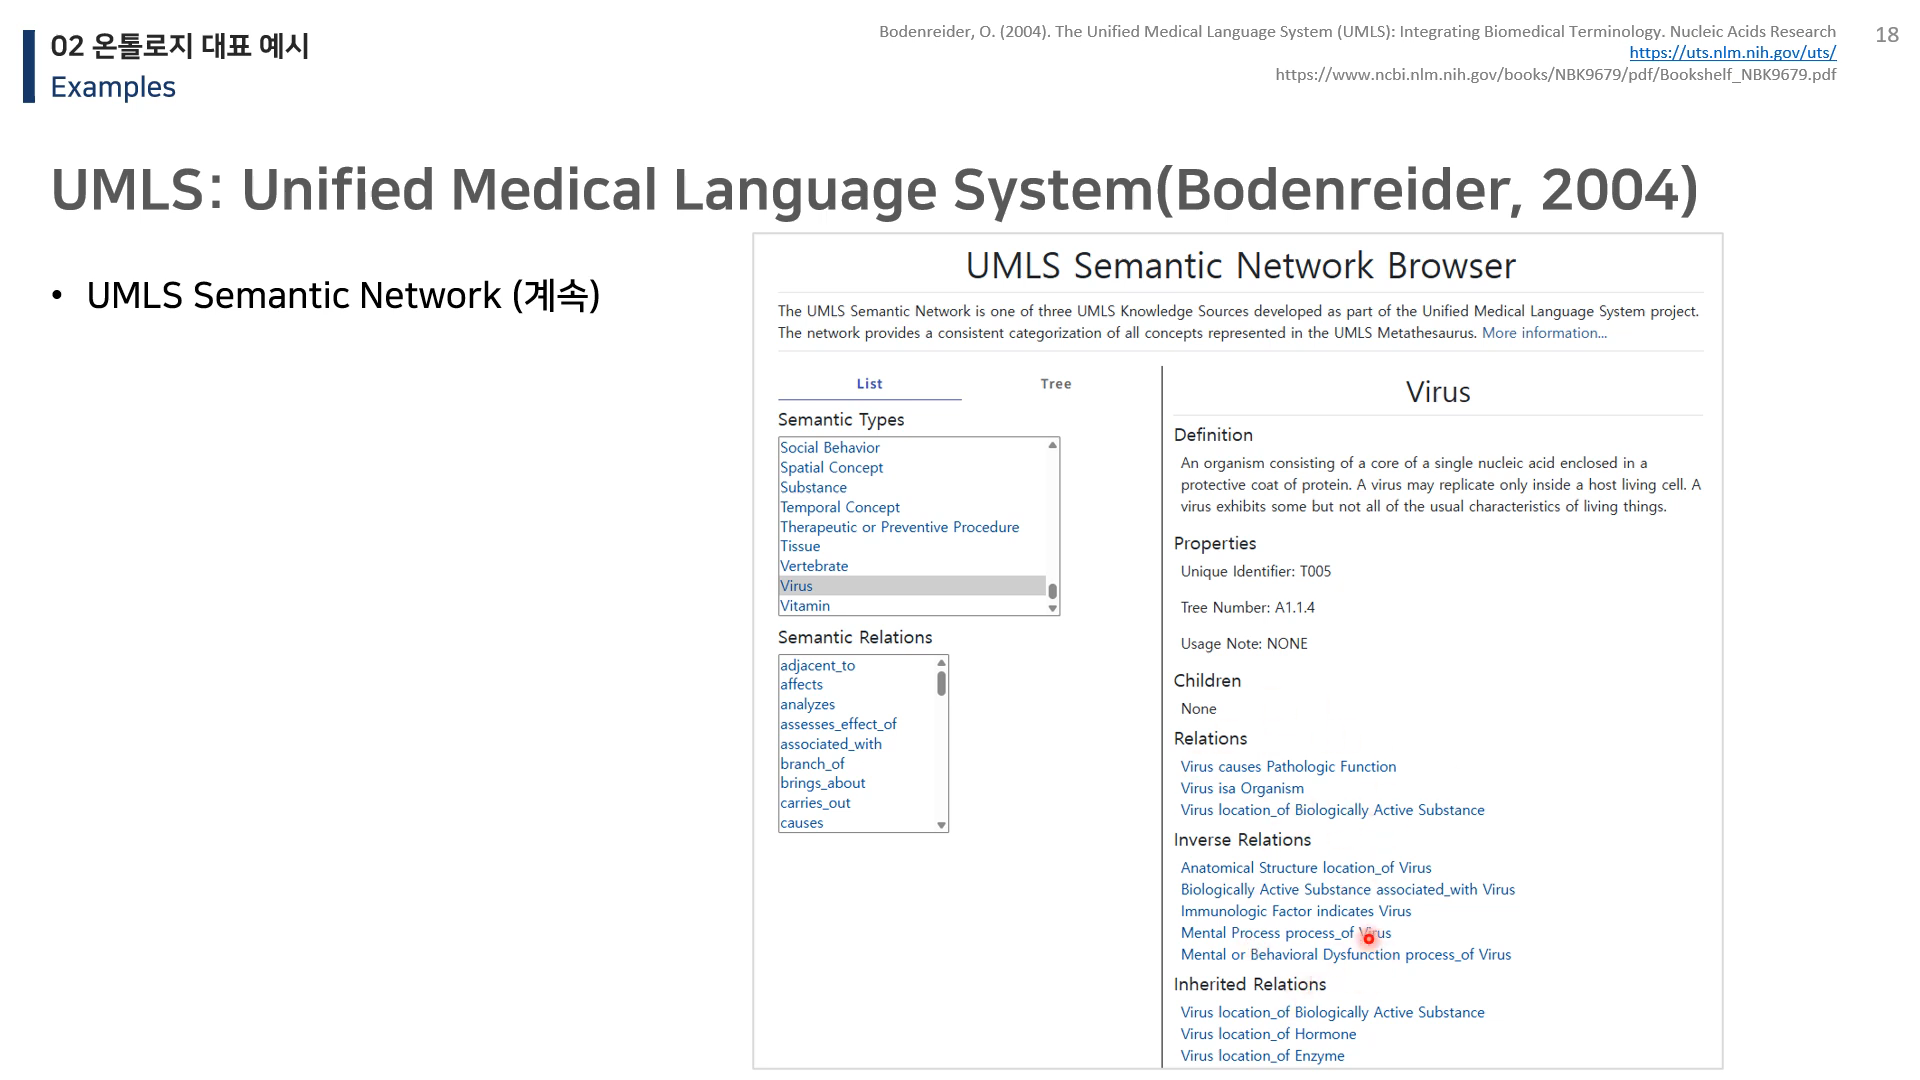 02 온톨로지 대표 예시
Examples
Bodenreider, O. (2004). The Unified Medical Language System (UMLS): Integrating Biomedical Terminology. Nucleic Acids Research
https://uts.nlm.nih.gov/uts/
https://www.ncbi.nlm.nih.gov/books/NBK9679/pdf/Bookshelf_NBK9679.pdf
18
UMLS: Unified Medical Language System(Bodenreider, 2004)
• UMLS Semantic Network (계속)
UMLS Semantic Network Browser
The UMLS Semantic Network is one of three UMLS Knowledge Sources developed as part of the Unified Medical Language System project.
The network provides a consistent categorization of all concepts represented in the UMLS Metathesaurus. More information...
List
Tree
Semantic Types
Social Behavior
Spatial Concept
Substance
Temporal Concept
Therapeutic or Preventive Procedure
Tissue
Vertebrate
Virus
Vitamin
Semantic Relations
adjacent_to
affects
analyzes
assesses_effect_of
associated_with
branch_of
brings_about
carries_out
causes
Virus
Definition
An organism consisting of a core of a single nucleic acid enclosed in a
protective coat of protein. A virus may replicate only inside a host living cell. A
virus exhibits some but not all of the usual characteristics of living things.
Properties
Unique Identifier: T005
Tree Number: A1.1.4
Usage Note: NONE
Children
None
Relations
Virus causes Pathologic Function
Virus isa Organism
Virus location_of Biologically Active Substance
Inverse Relations
Anatomical Structure location_of Virus
Biologically Active Substance associated_with Virus
Immunologic Factor indicates Virus
Mental Process process_of Virus
Mental or Behavioral Dysfunction process_of Virus
Inherited Relations
Virus location_of Biologically Active Substance
Virus location_of Hormone
Virus location_of Enzyme